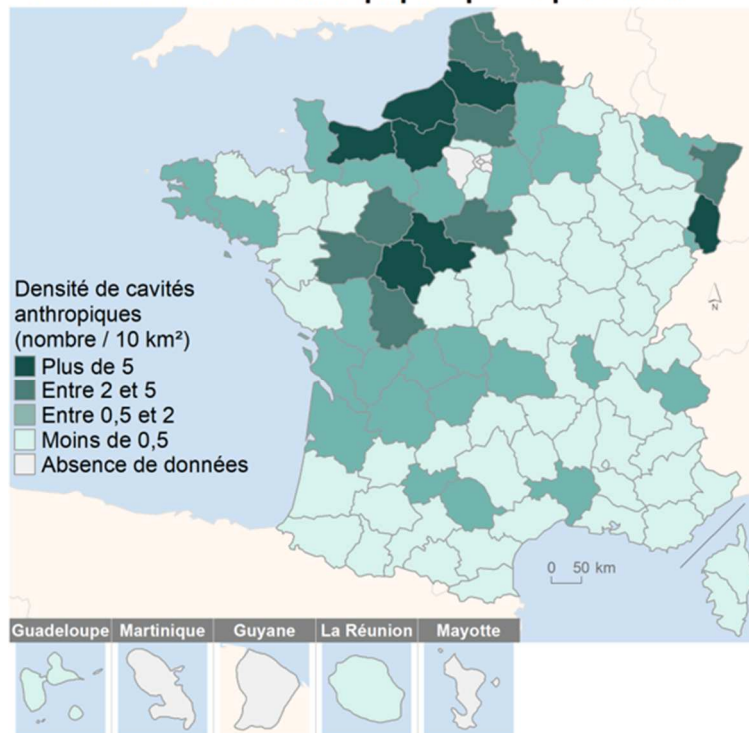 Densité de cavités
anthropiques
(nombre / 10 km²)
Plus de 5
Entre 2 et 5
Entre 0,5 et 2
Moins de 0,5
Absence de données
N
0 50 km
Guadeloupe Martinique Guyane La Réunion Mayotte